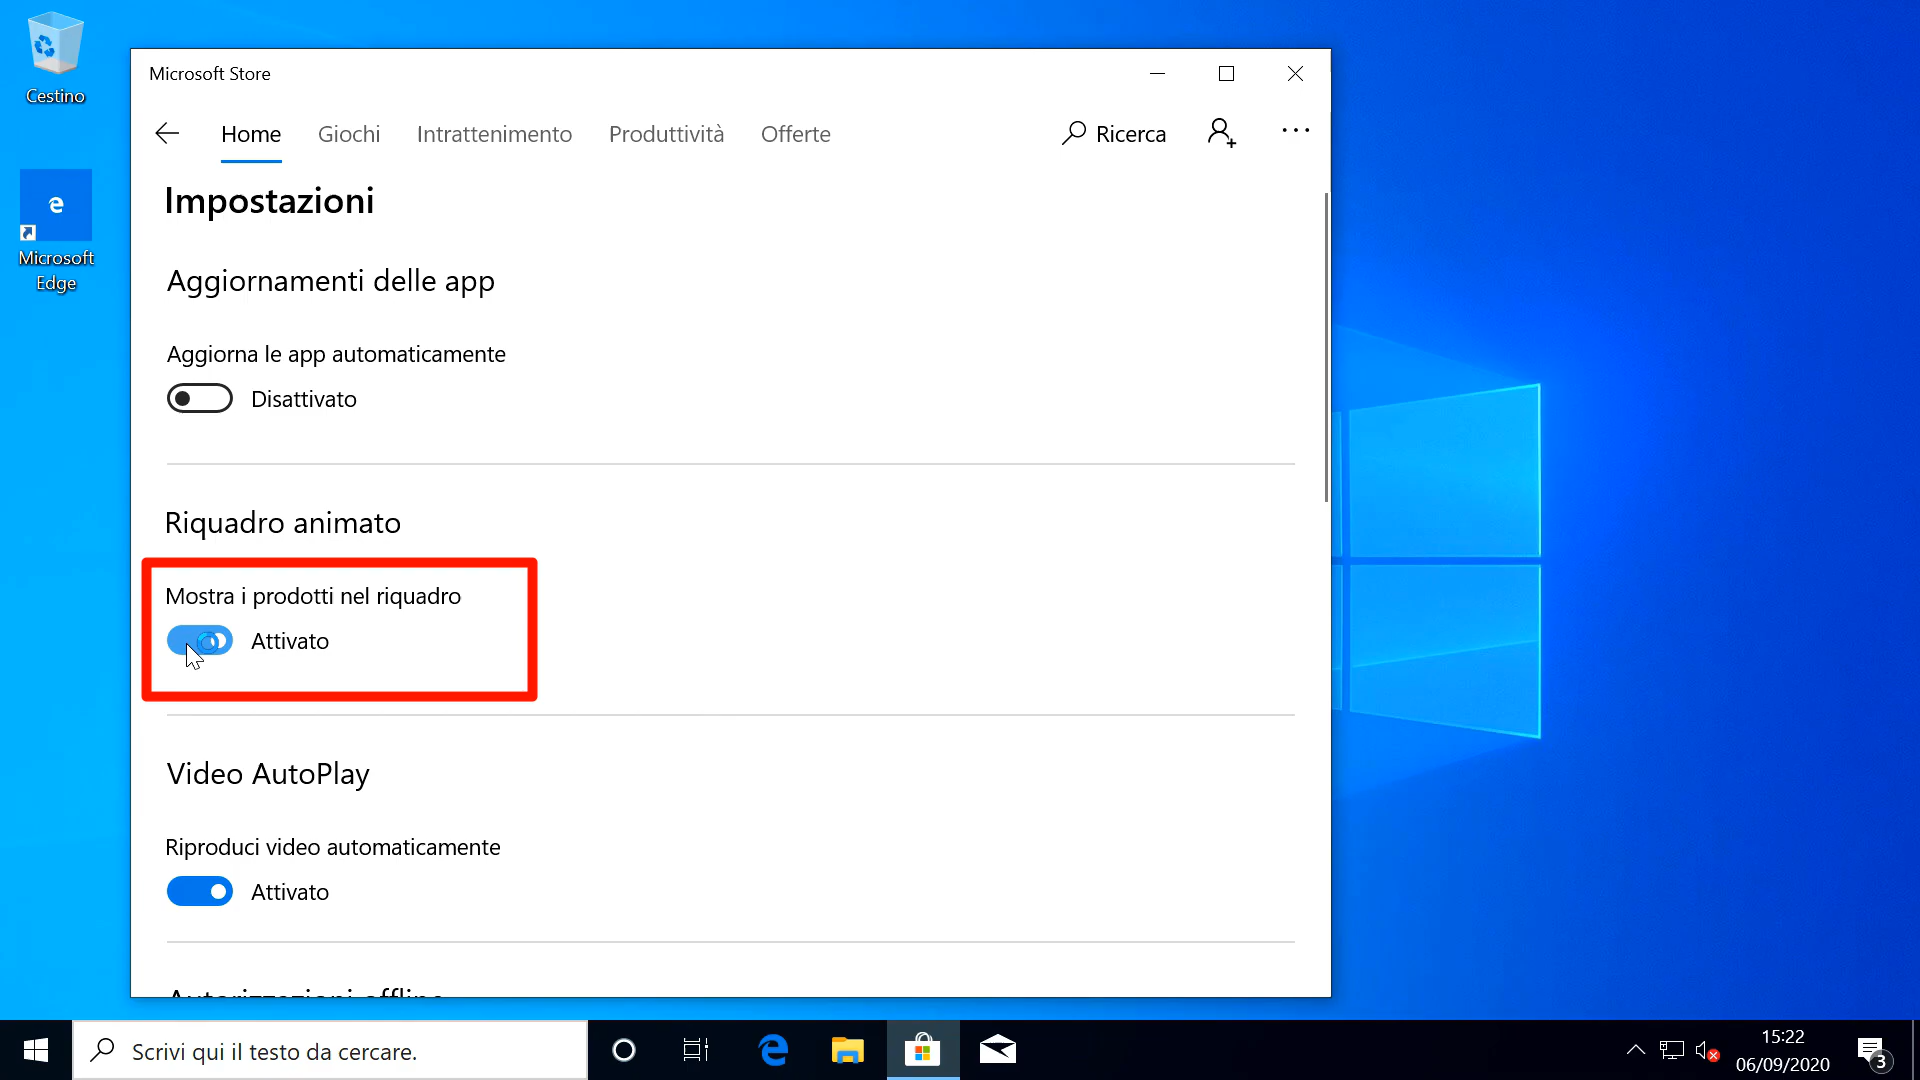 Cestino
Microsoft
Edge
Microsoft Store
Home
Giochi
Intrattenimento
Produttività
Offerte
Ricerca
Impostazioni
Aggiornamenti delle app
Aggiorna le app automaticamente
Disattivato
Riquadro animato
Mostra i prodotti nel riquadro
Attivato
Video AutoPlay
Riproduci video automaticamente
Attivato
Autorizzazioni offline
Scrivi qui il testo da cercare.
15:22
06/09/2020
3